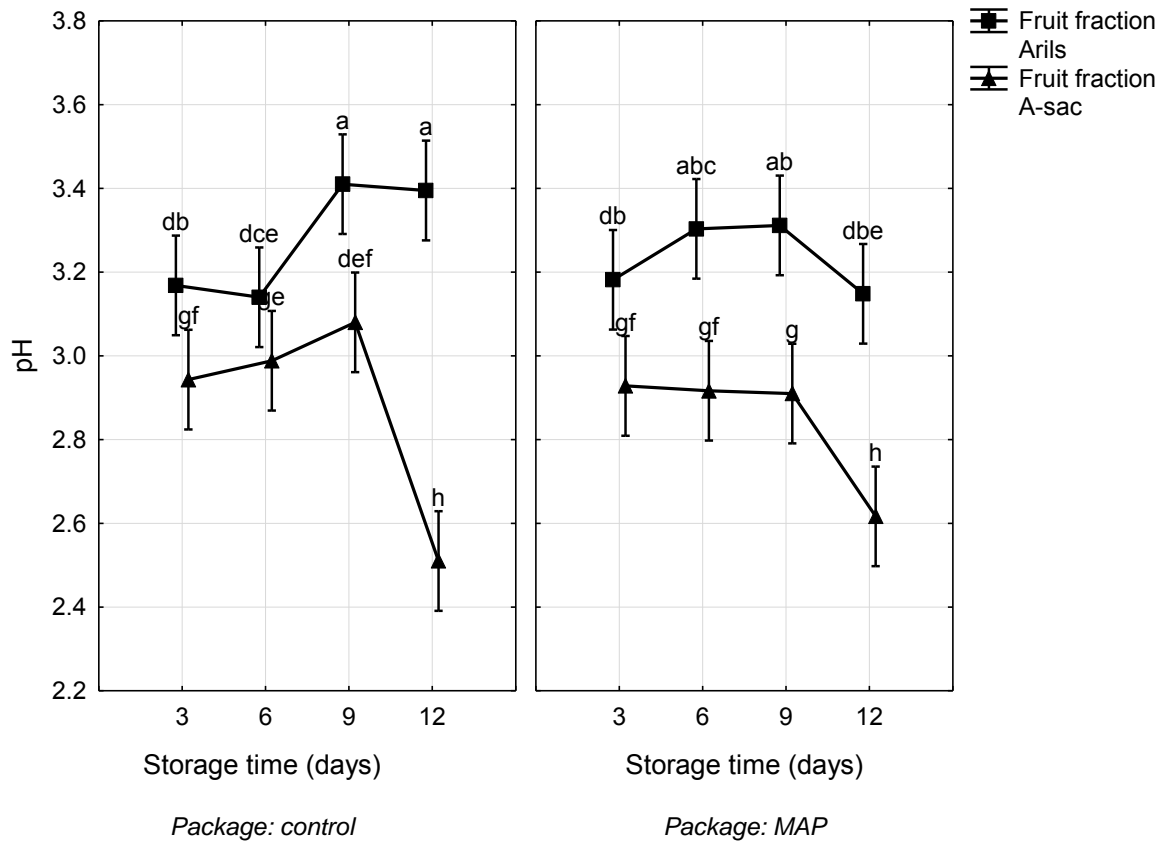 3.8
3.6
3.4
3.2
3.0
2.8
2.6
2.4
2.2
pH
a
a
db
dce
def
gf
ge
h
3
6
9
12
Storage time (days)
Package: control
abc
ab
db
dbe
gf
gf
g
h
3
6
9
12
Storage time (days)
Package: MAP
Fruit fraction
Arils
Fruit fraction
A-sac